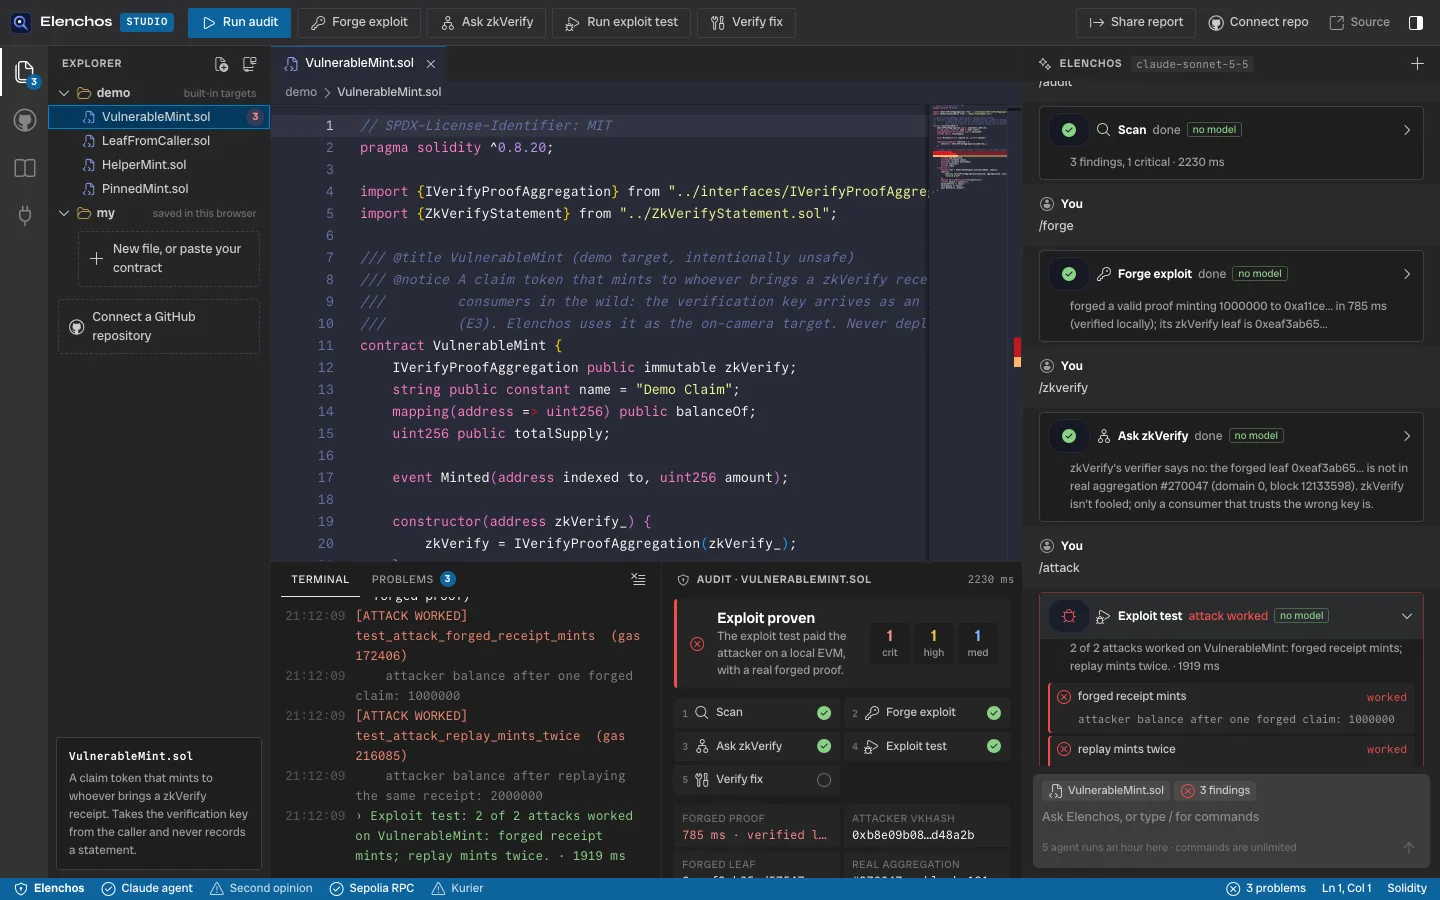 Elenchos STUDIO Run audit Forge exploit Ask zkVerify Run exploit test Verify fix Share report Connect repo Source
EXPLORER
3
demo built-in targets
VulnerableMint.sol 3
LeafFromCaller.sol
HelperMint.sol
PinnedMint.sol
my saved in this browser
New file, or paste your
contract
Connect a GitHub
repository
VulnerableMint.sol
A claim token that mints to
whoever brings a zkVerify
receipt. Takes the verification key
from the caller and never records
a statement.
VulnerableMint.sol
demo > VulnerableMint.sol
1 // SPDX-License-Identifier: MIT
2 pragma solidity ^0.8.20;
3
4 import {IVerifyProofAggregation} from "../interfaces/IVerifyProofAggre
5 import {ZkVerifyStatement} from "../ZkVerifyStatement.sol";
6
7 /// @title VulnerableMint (demo target, intentionally unsafe)
8 /// @notice A claim token that mints to whoever brings a zkVerify rece
9 /// consumers in the wild: the verification key arrives as an
10 /// (E3). Elenchos uses it as the on-camera target. Never depl
11 contract VulnerableMint {
12 IVerifyProofAggregation public immutable zkVerify;
13 string public constant name = "Demo Claim";
14 mapping(address => uint256) public balanceOf;
15 uint256 public totalSupply;
16
17 event Minted(address indexed to, uint256 amount);
18
19 constructor(address zkVerify_) {
20 zkVerify = IVerifyProofAggregation(zkVerify_);
TERMINAL PROBLEMS 3
forged proof)
21:12:09 [ATTACK WORKED]
test_attack_forged_receipt_mints (gas
172406)
21:12:09 attacker balance after one forged
claim: 1000000
21:12:09 [ATTACK WORKED]
test_attack_replay_mints_twice (gas
216085)
21:12:09 attacker balance after replaying
the same receipt: 2000000
21:12:09 › Exploit test: 2 of 2 attacks worked
on VulnerableMint: forged receipt
mints; replay mints twice. · 1919 ms
AUDIT · VULNERABLEMINT.SOL 2230 ms
Exploit proven
The exploit test paid the
attacker on a local EVM,
with a real forged proof.
1 crit
1 high
1 med
1 Scan
2 Forge exploit
3 Ask zkVerify
4 Exploit test
5 Verify fix
FORGED PROOF
785 ms · verified l…
ATTACKER VKHASH
0xb8e09b08…d48a2b
FORGED LEAF
REAL AGGREGATION
ELENCHOS claude-sonnet-5-5
/audit
Scan done no model
3 findings, 1 critical · 2230 ms
You
/forge
Forge exploit done no model
forged a valid proof minting 1000000 to 0xa11ce… in 785 ms
(verified locally); its zkVerify leaf is 0xeaf3ab65…
You
/zkverify
Ask zkVerify done no model
zkVerify's verifier says no: the forged leaf 0xeaf3ab65… is not in
real aggregation #270047 (domain 0, block 12133598). zkVerify
isn't fooled; only a consumer that trusts the wrong key is.
You
/attack
Exploit test attack worked no model
2 of 2 attacks worked on VulnerableMint: forged receipt mints;
replay mints twice. · 1919 ms
forged receipt mints worked
attacker balance after one forged claim: 1000000
replay mints twice worked
VulnerableMint.sol 3 findings
Ask Elenchos, or type / for commands
5 agent runs an hour here · commands are unlimited
Elenchos Claude agent Second opinion Sepolia RPC Kurier 3 problems Ln 1, Col 1 Solidity